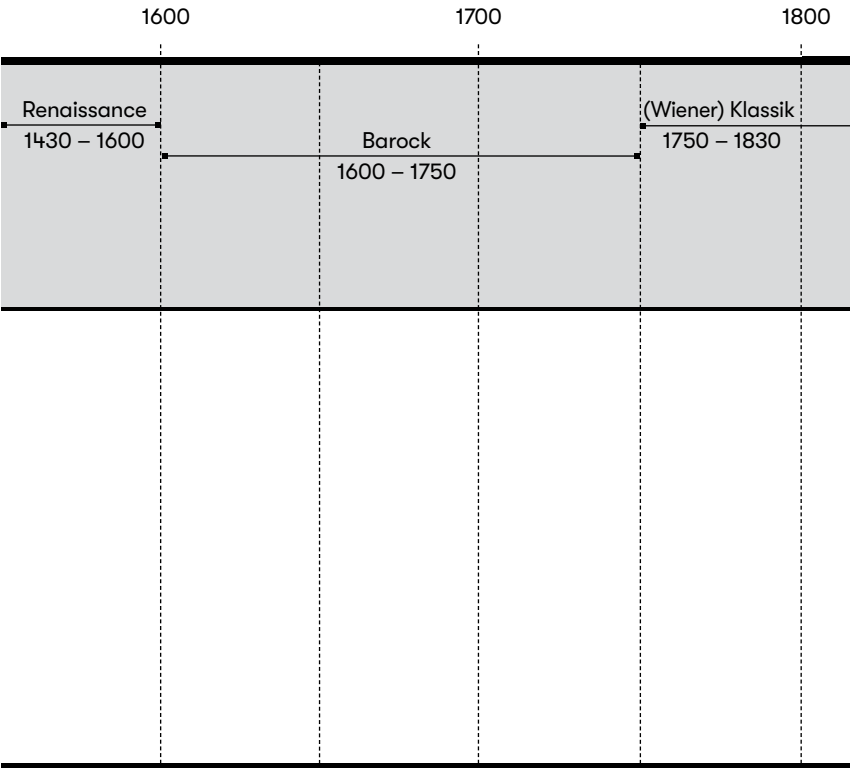 1600 1700 1800
Renaissance
1430 – 1600
Barock
1600 – 1750
(Wiener) Klassik
1750 – 1830